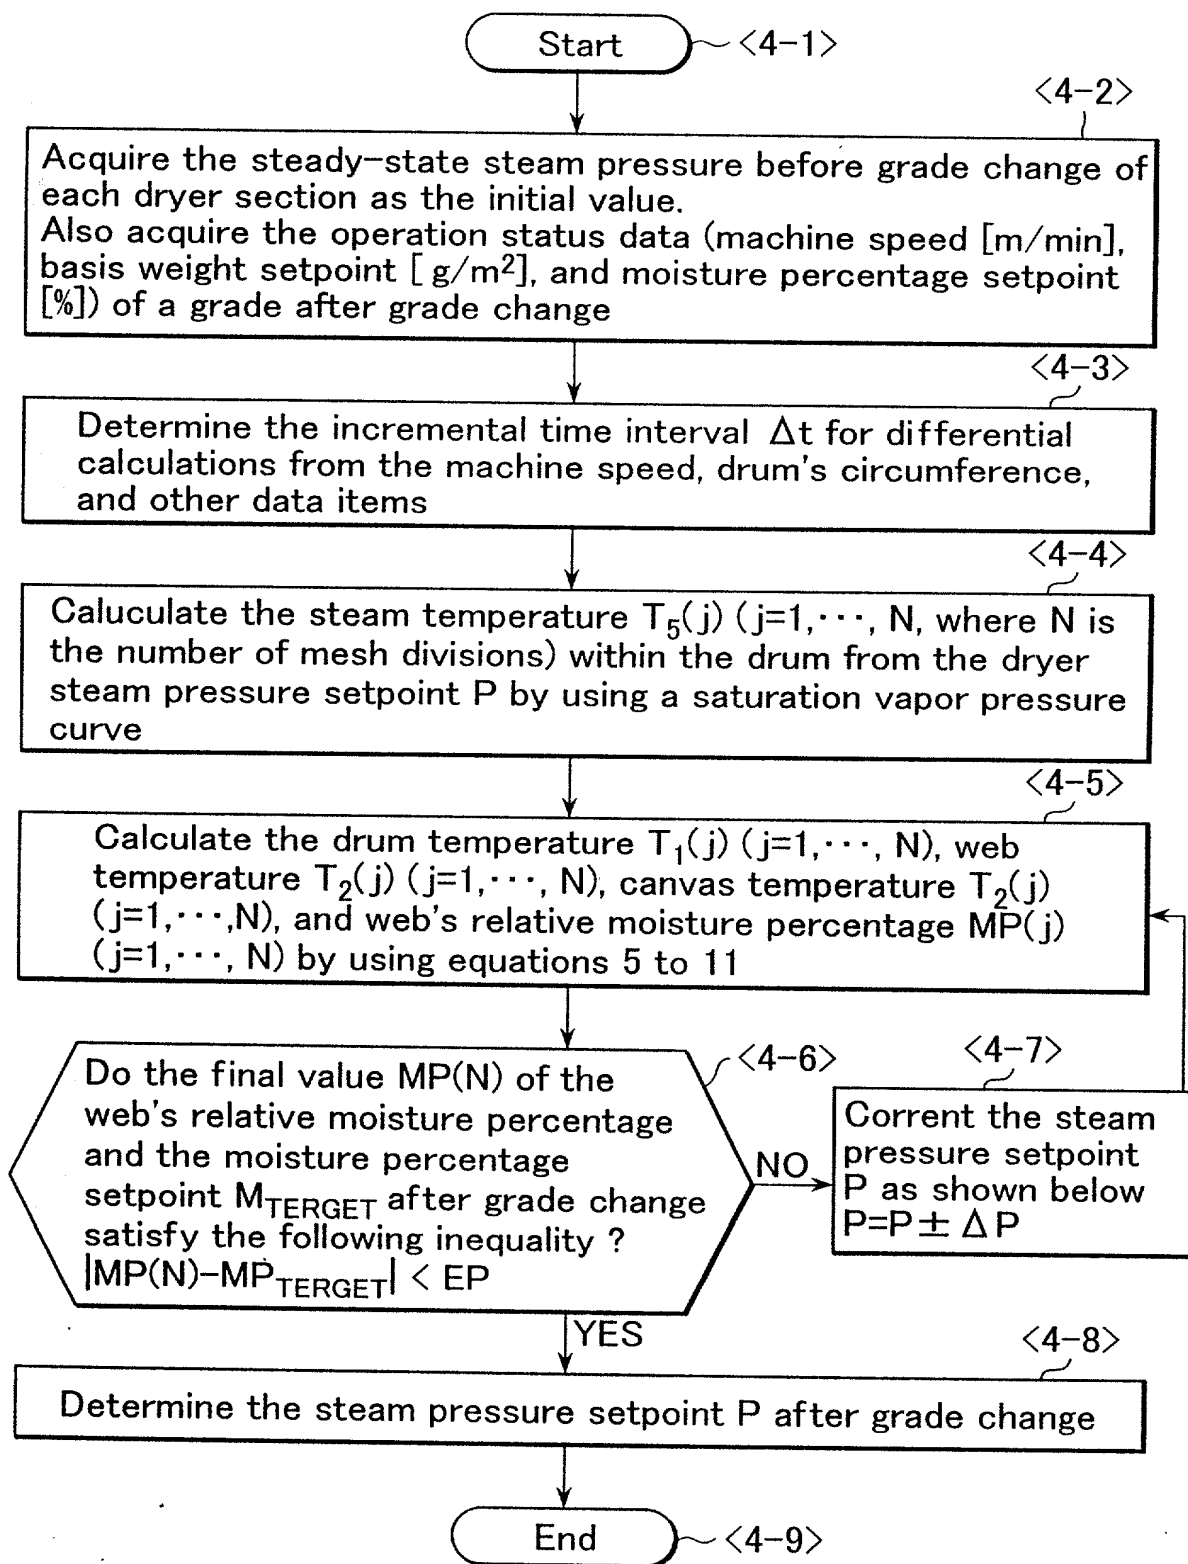 Start
<4-1>
<4-2>
Acquire the steady-state steam pressure before grade change of
each dryer section as the initial value.
Also acquire the operation status data (machine speed [m/min],
basis weight setpoint [ g/m²], and moisture percentage setpoint
[%]) of a grade after grade change
<4-3>
Determine the incremental time interval Δt for differential
calculations from the machine speed, drum's circumference,
and other data items
<4-4>
Caluculate the steam temperature T₅(j) (j=1,···, N, where N is
the number of mesh divisions) within the drum from the dryer
steam pressure setpoint P by using a saturation vapor pressure
curve
<4-5>
Calculate the drum temperature T₁(j) (j=1,···, N), web
temperature T₂(j) (j=1,···, N), canvas temperature T₂(j)
(j=1,···,N), and web's relative moisture percentage MP(j)
(j=1,···, N) by using equations 5 to 11
<4-6>
Do the final value MP(N) of the
web's relative moisture percentage
and the moisture percentage
setpoint M_TERGET after grade change
satisfy the following inequality ?
|MP(N)-MP_TERGET| < EP
NO
<4-7>
Corrent the steam
pressure setpoint
P as shown below
P=P± ΔP
YES
<4-8>
Determine the steam pressure setpoint P after grade change
End
<4-9>